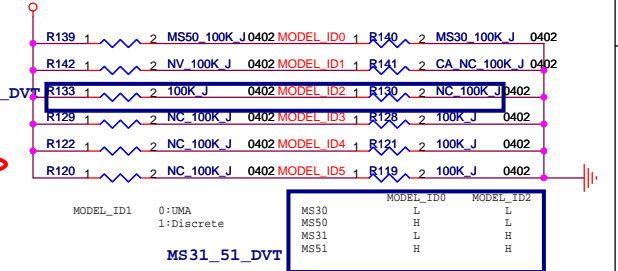 R139 1 2 MS50_100K_J 0402 MODEL_ID0 1 R140 2 MS30_100K_J 0402
R142 1 2 NV_100K_J 0402 MODEL_ID1 1 R141 2 CA_NC_100K_J 0402
_DVT R133 1 2 100K_J 0402 MODEL_ID2 1 R130 2 NC_100K_J 0402
R129 1 2 NC_100K_J 0402 MODEL_ID3 1 R128 2 100K_J 0402
R122 1 2 NC_100K_J 0402 MODEL_ID4 1 R121 2 100K_J 0402
R120 1 2 NC_100K_J 0402 MODEL_ID5 1 R119 2 100K_J 0402
MODEL_ID1 0:UMA
1:Discrete
MS31_51_DVT
MODEL_ID0 MODEL_ID2
MS30 L L
MS50 H L
MS31 L H
MS51 H H